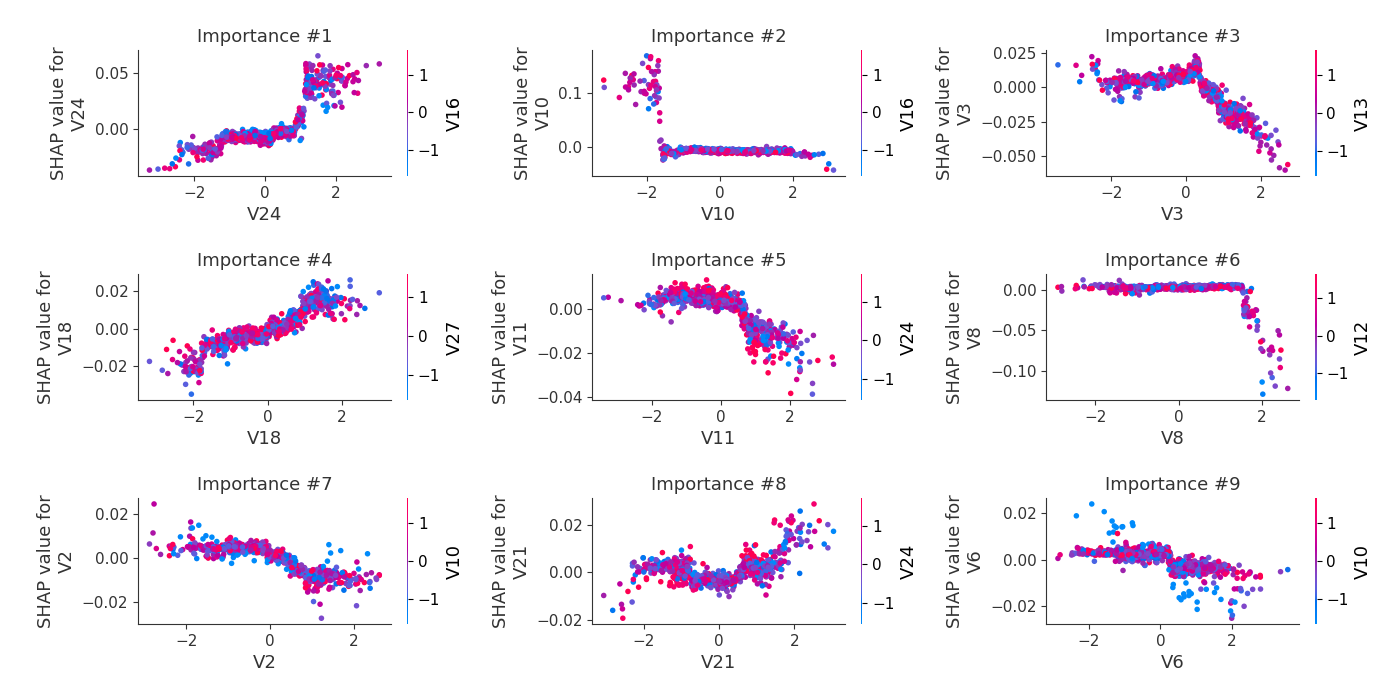 Importance #1
SHAP value for
V24
0.05
0.00
−2
0
2
V24
1
0
−1
V16
Importance #2
SHAP value for
V10
0.1
0.0
−2
0
2
V10
1
0
−1
V16
Importance #3
SHAP value for
V3
0.025
0.000
−0.025
−0.050
−2
0
2
V3
1
0
−1
V13
Importance #4
SHAP value for
V18
0.02
0.00
−0.02
−2
0
2
V18
1
0
−1
V27
Importance #5
SHAP value for
V11
0.00
−0.02
−0.04
−2
0
2
V11
1
0
−1
V24
Importance #6
SHAP value for
V8
0.00
−0.05
−0.10
−2
0
2
V8
1
0
−1
V12
Importance #7
SHAP value for
V2
0.02
0.00
−0.02
−2
0
2
V2
1
0
−1
V10
Importance #8
SHAP value for
V21
0.02
0.00
−0.02
−2
0
2
V21
1
0
−1
V24
Importance #9
SHAP value for
V6
0.02
0.00
−0.02
−2
0
2
V6
1
0
−1
V10